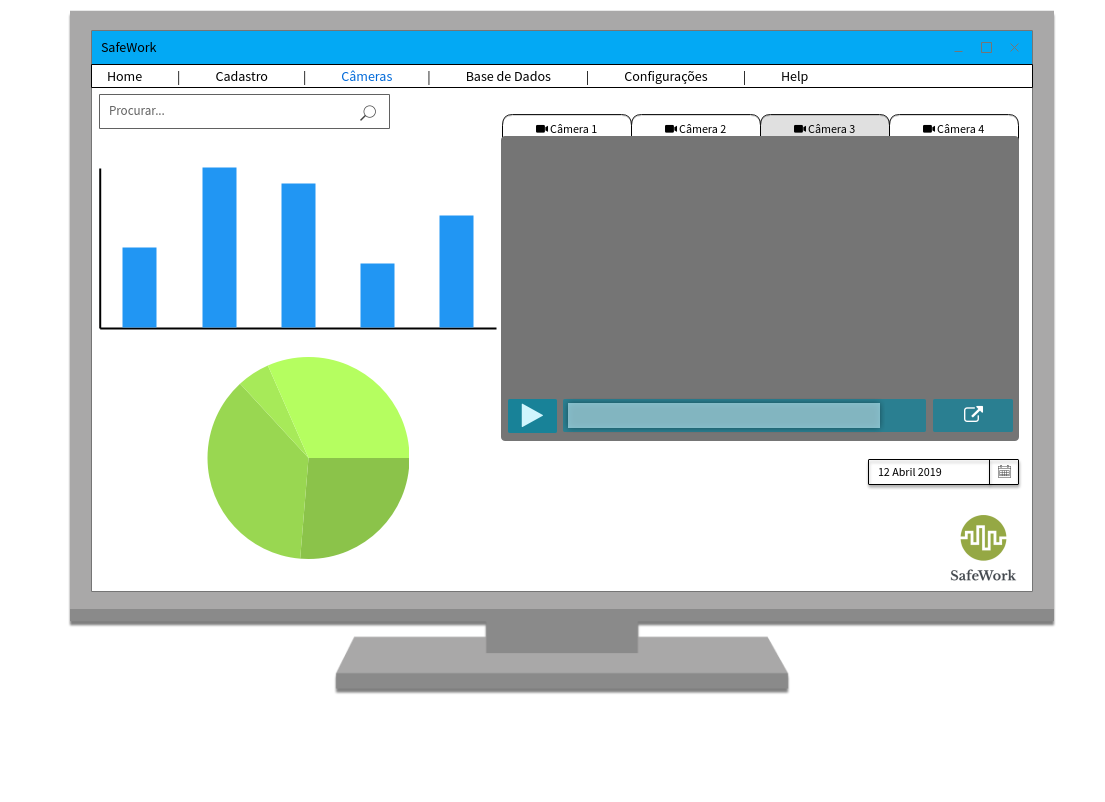 SafeWork
Home | Cadastro | Câmeras | Base de Dados | Configurações | Help
Procurar...
Câmera 1 Câmera 2 Câmera 3 Câmera 4
12 Abril 2019
SafeWork